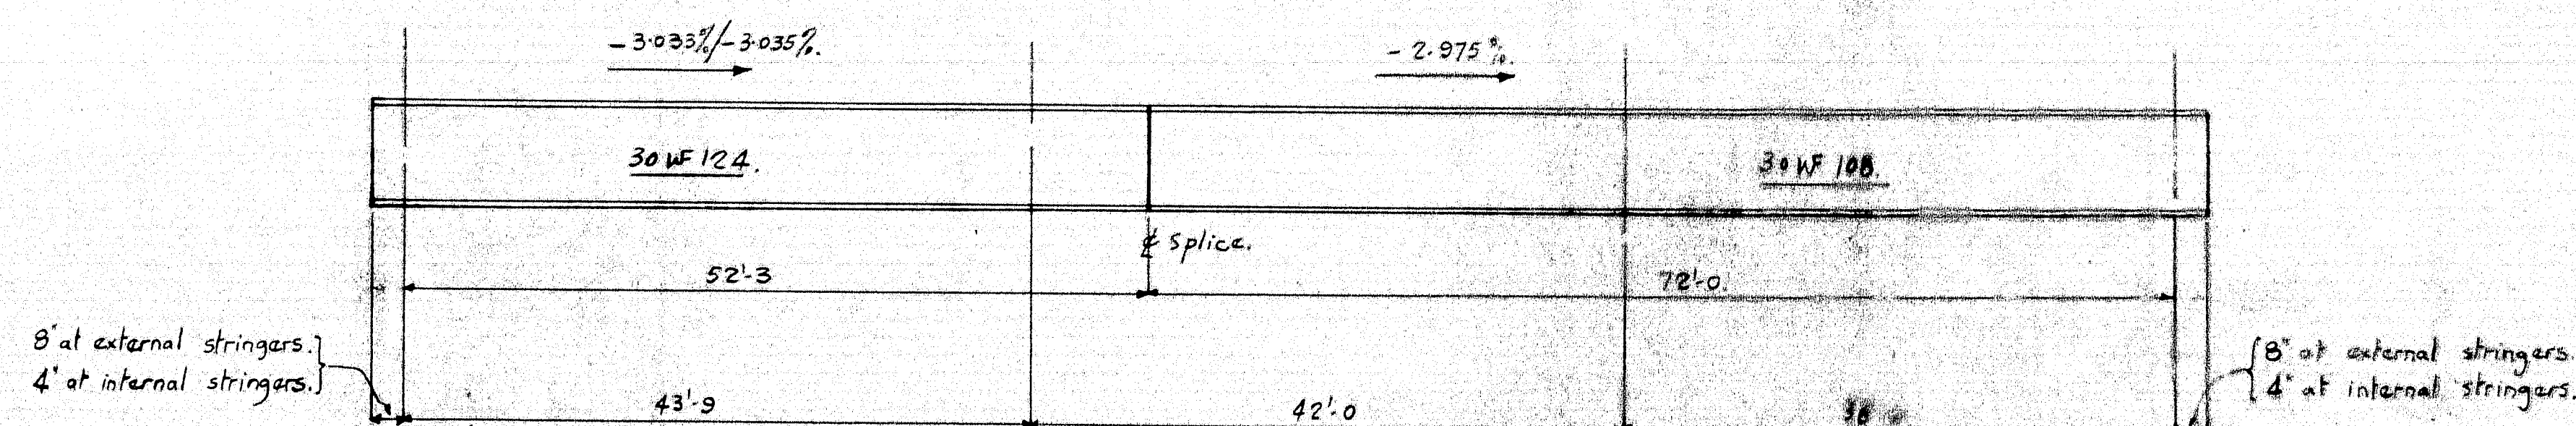 - 3.033%/- 3.035%.
- 2.975%.
30 WF 124.
30 WF 108.
℄ Splice.
52'-3
72'-0.
8" at external stringers.
4" at internal stringers.
8" at external stringers.
4" at internal stringers.
43'-9
42'-0